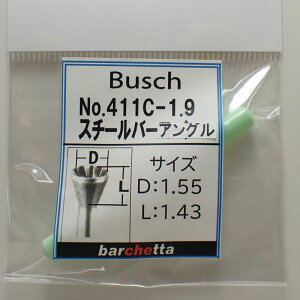 Busch
No.411C-1.9
スチールバーアングル
D
L
サイズ
D:1.55
L:1.43
barchetta